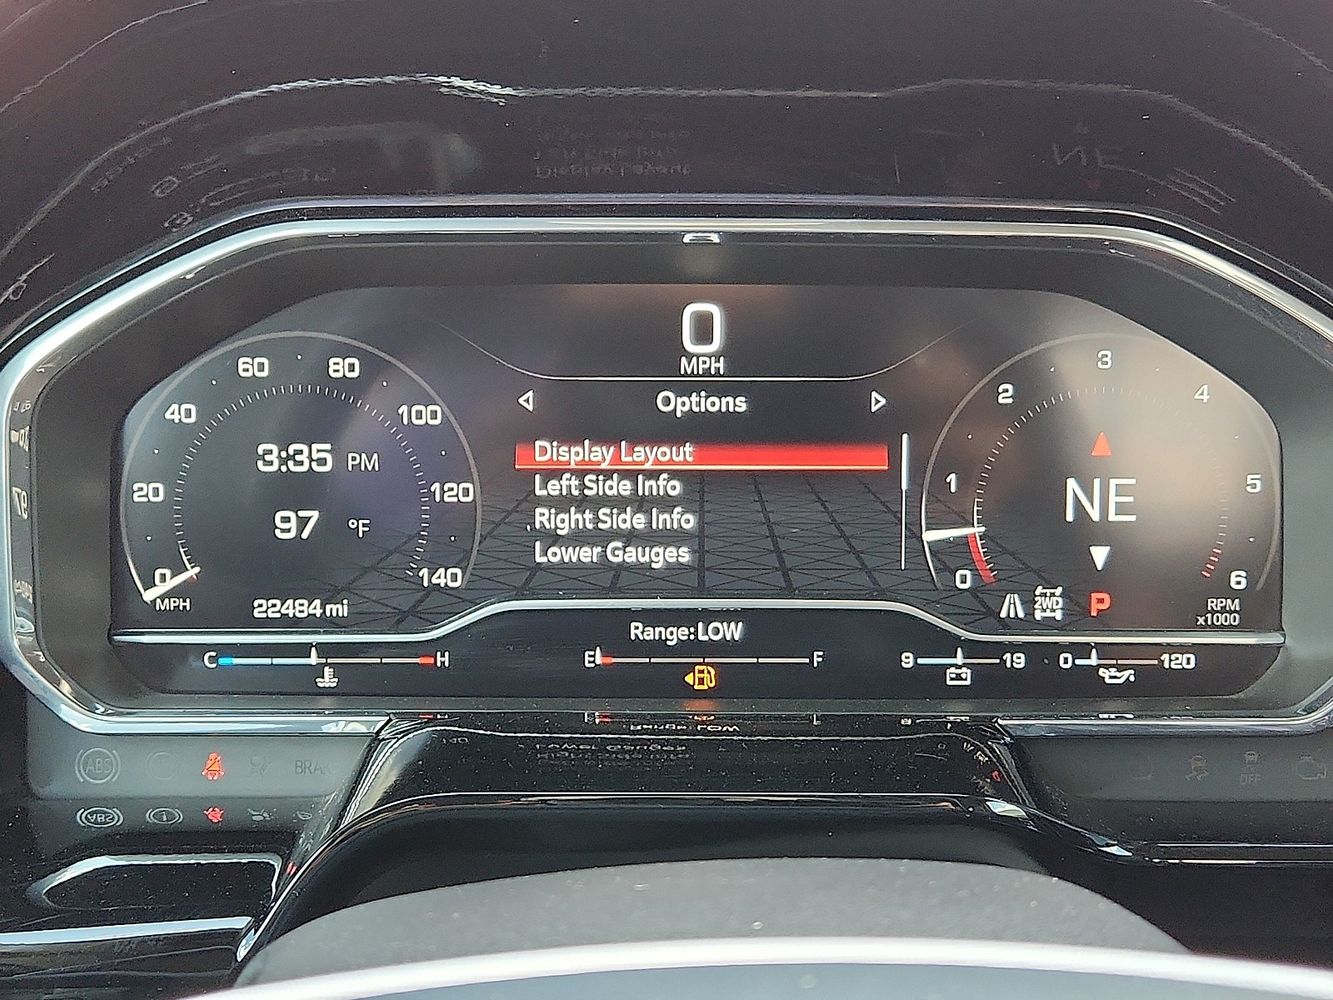 0
MPH
Options
Display Layout
Left Side Info
Right Side Info
Lower Gauges
0
20
40
60
80
100
120
140
3:35 PM
97 °F
MPH
22484 mi
0
1
2
3
4
5
6
NE
2WD
P
RPM
x1000
Range:LOW
C H
E F
9 19
0 120
ABS
BRAKE
OFF